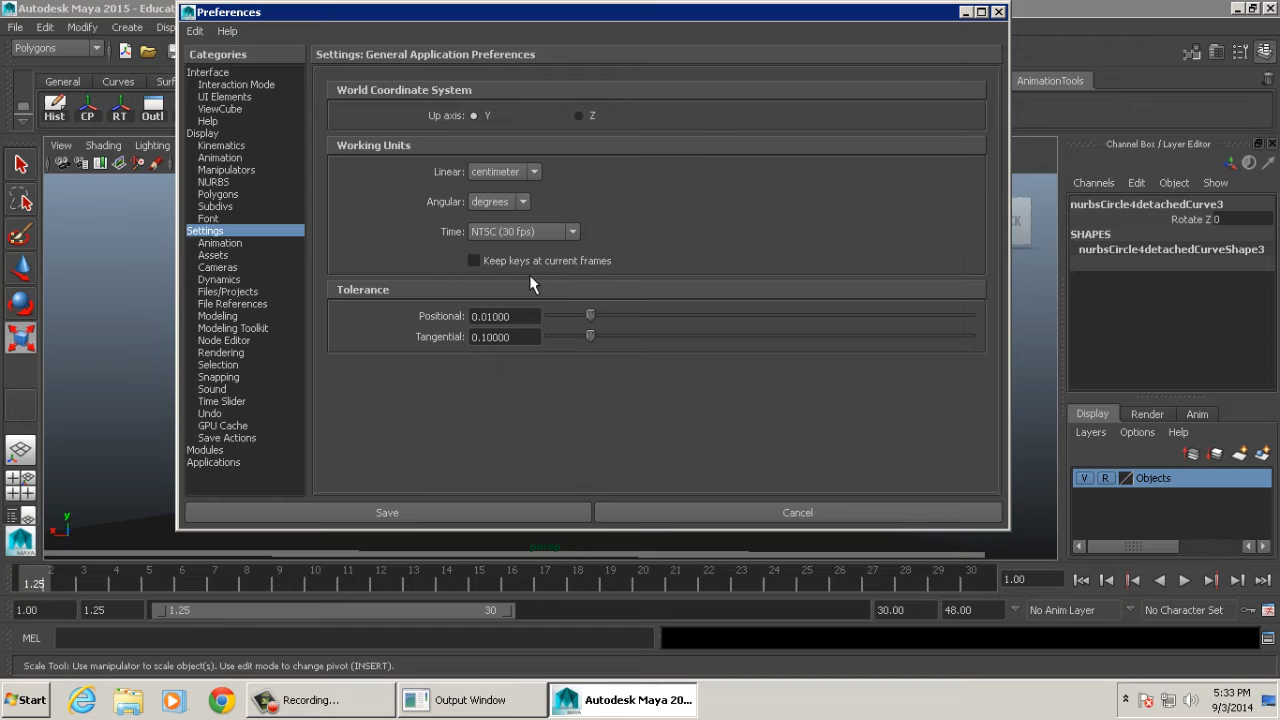 Autodesk Maya 2015 - Educat
Preferences
File Edit Modify Create Disp
Edit Help
Polygons
Categories
Settings: General Application Preferences
General Curves Surf
AnimationTools
Hist CP RT Outl
Interface
Interaction Mode
UI Elements
ViewCube
Help
Display
Kinematics
Animation
Manipulators
NURBS
Polygons
Subdivs
Font
Settings
Animation
Assets
Cameras
Dynamics
Files/Projects
File References
Modeling
Modeling Toolkit
Node Editor
Rendering
Selection
Snapping
Sound
Time Slider
Undo
GPU Cache
Save Actions
Modules
Applications
World Coordinate System
Up axis: Y Z
Working Units
Linear: centimeter
Angular: degrees
Time: NTSC (30 fps)
Keep keys at current frames
Tolerance
Positional: 0.01000
Tangential: 0.10000
Save Cancel
View Shading Lighting
Channel Box / Layer Editor
Channels Edit Object Show
nurbsCircle4detachedCurve3
Rotate Z 0
SHAPES
nurbsCircle4detachedCurveShape3
CK
Display Render Anim
Layers Options Help
V R Objects
y
x
persp
1.25 2 3 4 5 6 7 8 9 10 11 12 13 14 15 16 17 18 19 20 21 22 23 24 25 26 27 28 29 30 1.00
1.00 1.25 1.25 30 30.00 48.00 No Anim Layer No Character Set
MAYA
MEL
Scale Tool: Use manipulator to scale object(s). Use edit mode to change pivot (INSERT).
Start Recording... Output Window Autodesk Maya 20...
5:33 PM
9/3/2014